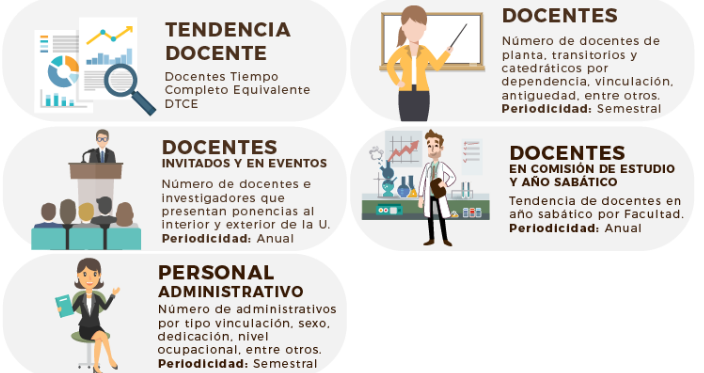 TENDENCIA
DOCENTE
Docentes Tiempo
Completo Equivalente
DTCE
DOCENTES
Número de docentes de
planta, transitorios y
catedráticos por
dependencia, vinculación,
antiguedad, entre otros.
Periodicidad: Semestral
DOCENTES
INVITADOS Y EN EVENTOS
Número de docentes e
investigadores que
presentan ponencias al
interior y exterior de la U.
Periodicidad: Anual
DOCENTES
EN COMISIÓN DE ESTUDIO
Y AÑO SABÁTICO
Tendencia de docentes en
año sabático por Facultad.
Periodicidad: Anual
PERSONAL
ADMINISTRATIVO
Número de administrativos
por tipo vinculación, sexo,
dedicación, nivel
ocupacional, entre otros.
Periodicidad: Semestral